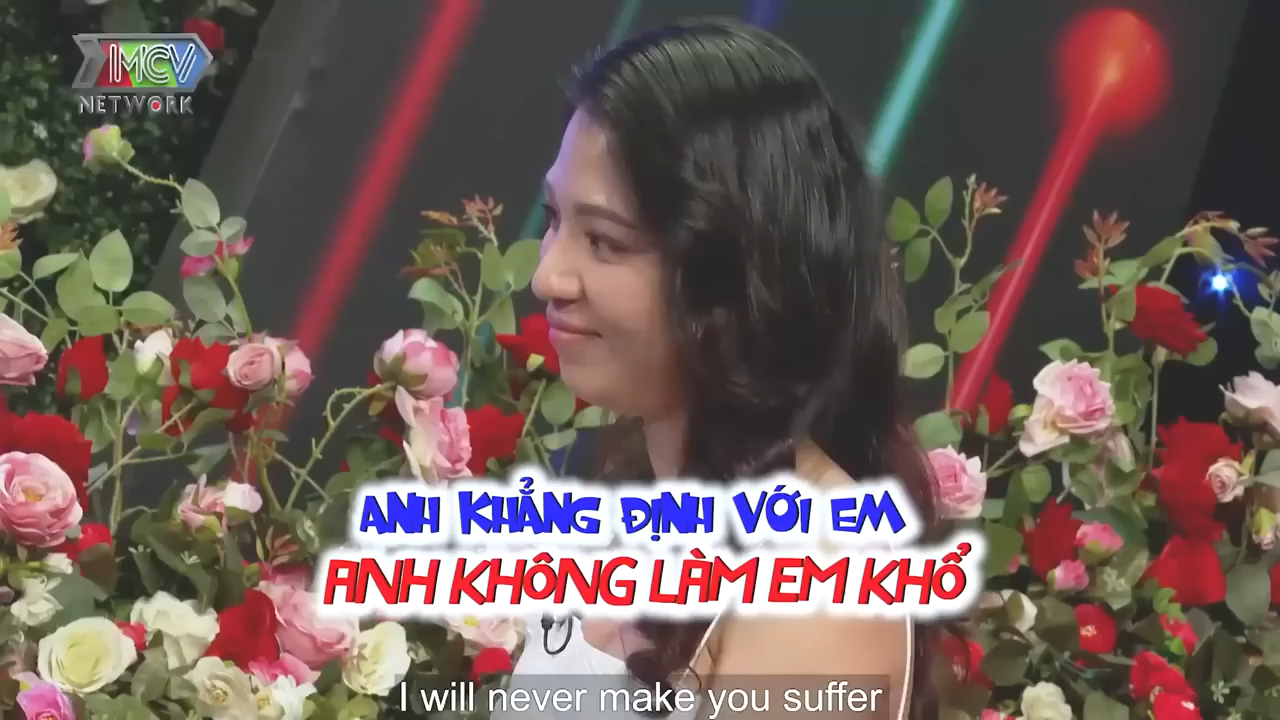 MCV
NETWORK
ANH KHẲNG ĐỊNH VỚI EM
ANH KHÔNG LÀM EM KHỔ
I will never make you suffer